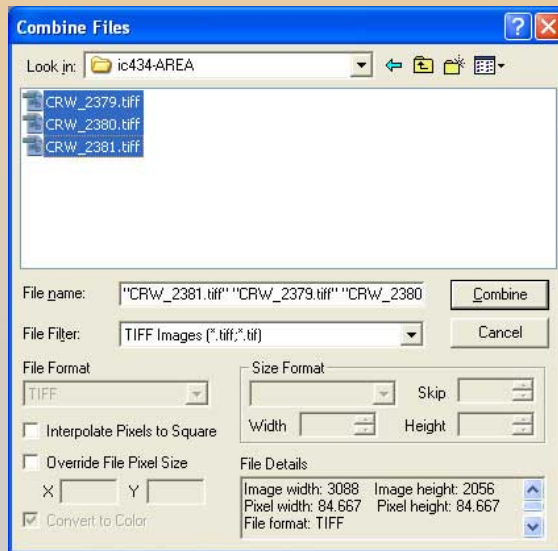 Combine Files
Look in: ic434-AREA
CRW_2379.tiff
CRW_2380.tiff
CRW_2381.tiff
File name: "CRW_2381.tiff" "CRW_2379.tiff" "CRW_2380 Combine
File Filter: TIFF Images (*.tiff;*.tif) Cancel
File Format
Size Format
TIFF
Skip
Interpolate Pixels to Square
Width Height
Override File Pixel Size
File Details
X Y
Image width: 3088 Image height: 2056
Pixel width: 84.667 Pixel height: 84.667
File format: TIFF
Convert to Color